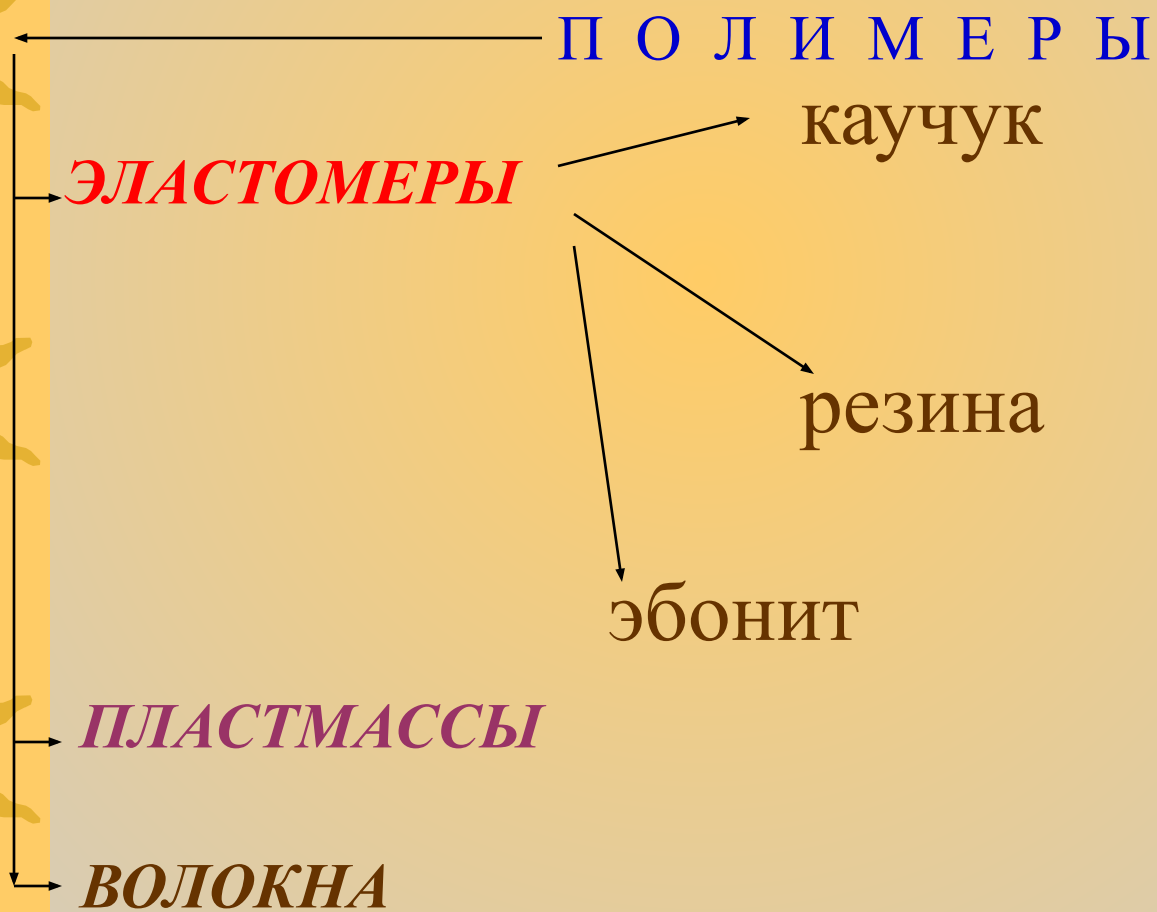 П О Л И М Е Р Ы
каучук
ЭЛАСТОМЕРЫ
резина
эбонит
ПЛАСТМАССЫ
ВОЛОКНА